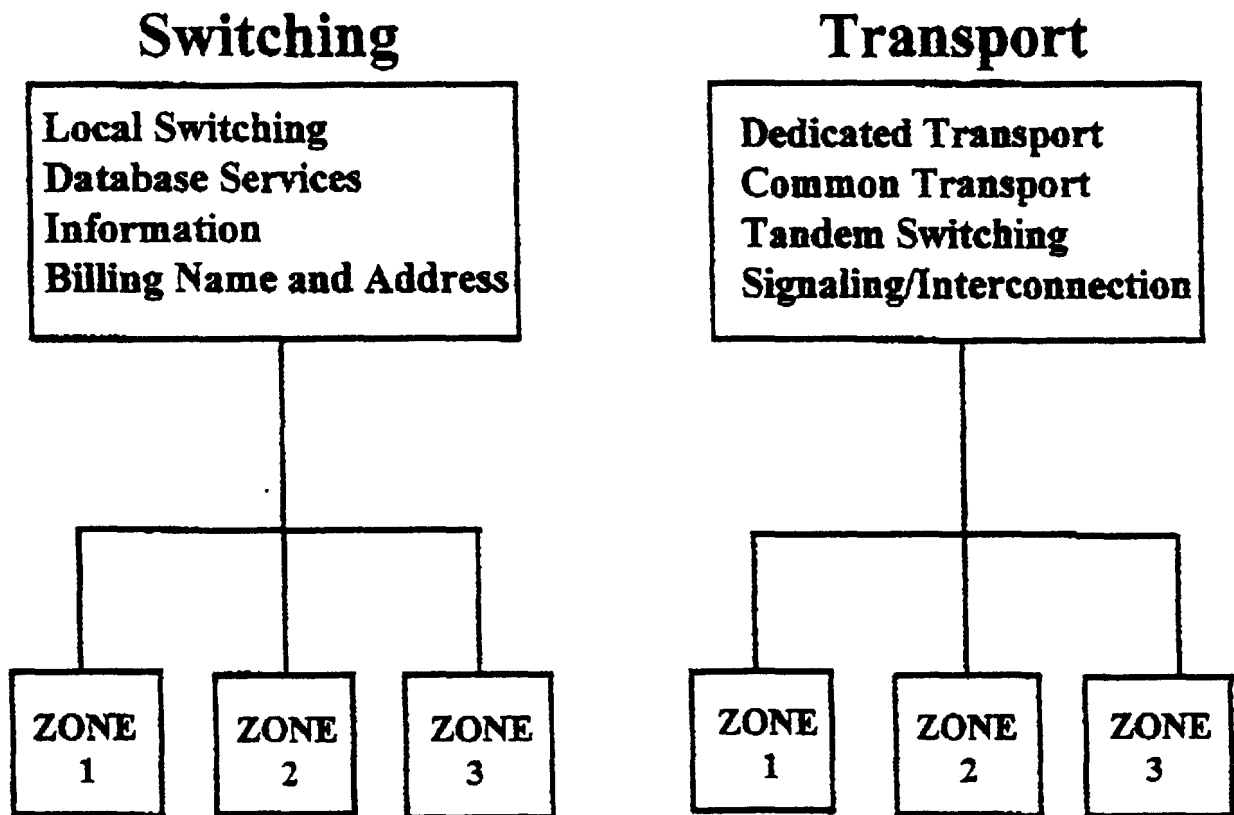 Switching
Local Switching
Database Services
Information
Billing Name and Address
ZONE
1
ZONE
2
ZONE
3
Transport
Dedicated Transport
Common Transport
Tandem Switching
Signaling/Interconnection
ZONE
1
ZONE
2
ZONE
3